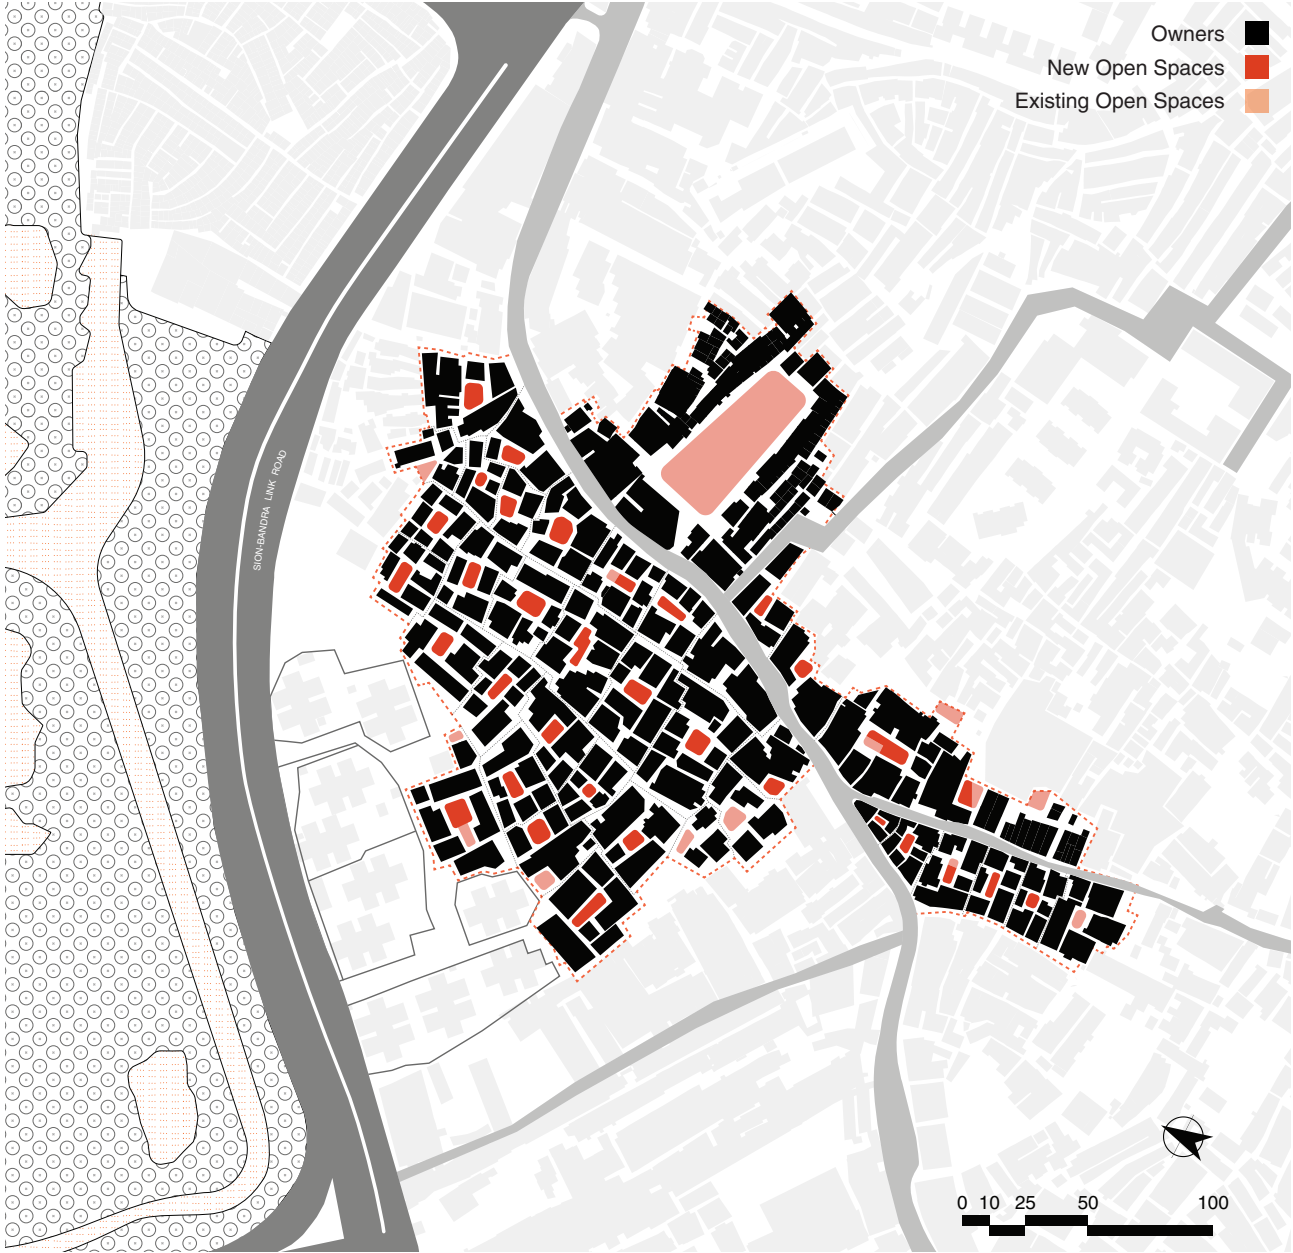 Owners
New Open Spaces
Existing Open Spaces
SION-BANDRA LINK ROAD
0 10 25 50 100